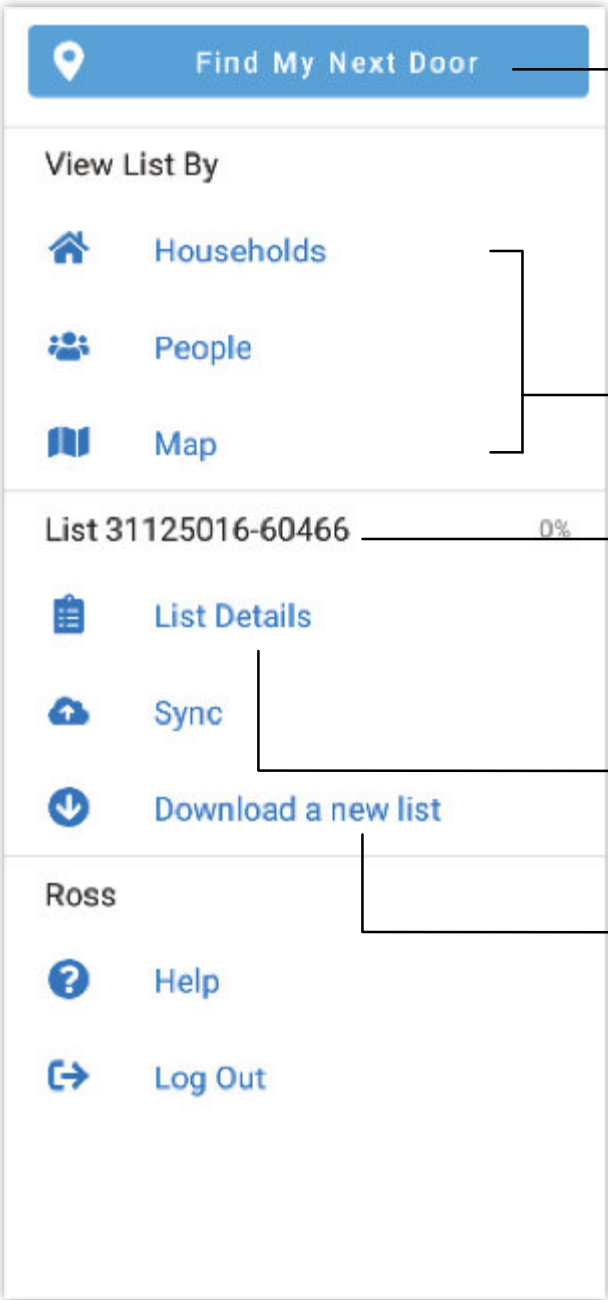 Find My Next Door
View List By
Households
People
Map
List 31125016-60466 0%
List Details
Sync
Download a new list
Ross
Help
Log Out